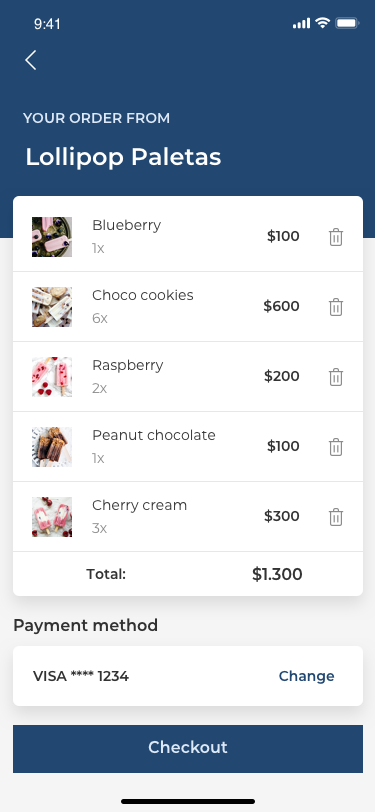 9:41
YOUR ORDER FROM
Lollipop Paletas
Blueberry
1x
$100
Choco cookies
6x
$600
Raspberry
2x
$200
Peanut chocolate
1x
$100
Cherry cream
3x
$300
Total: $1.300
Payment method
VISA **** 1234 Change
Checkout